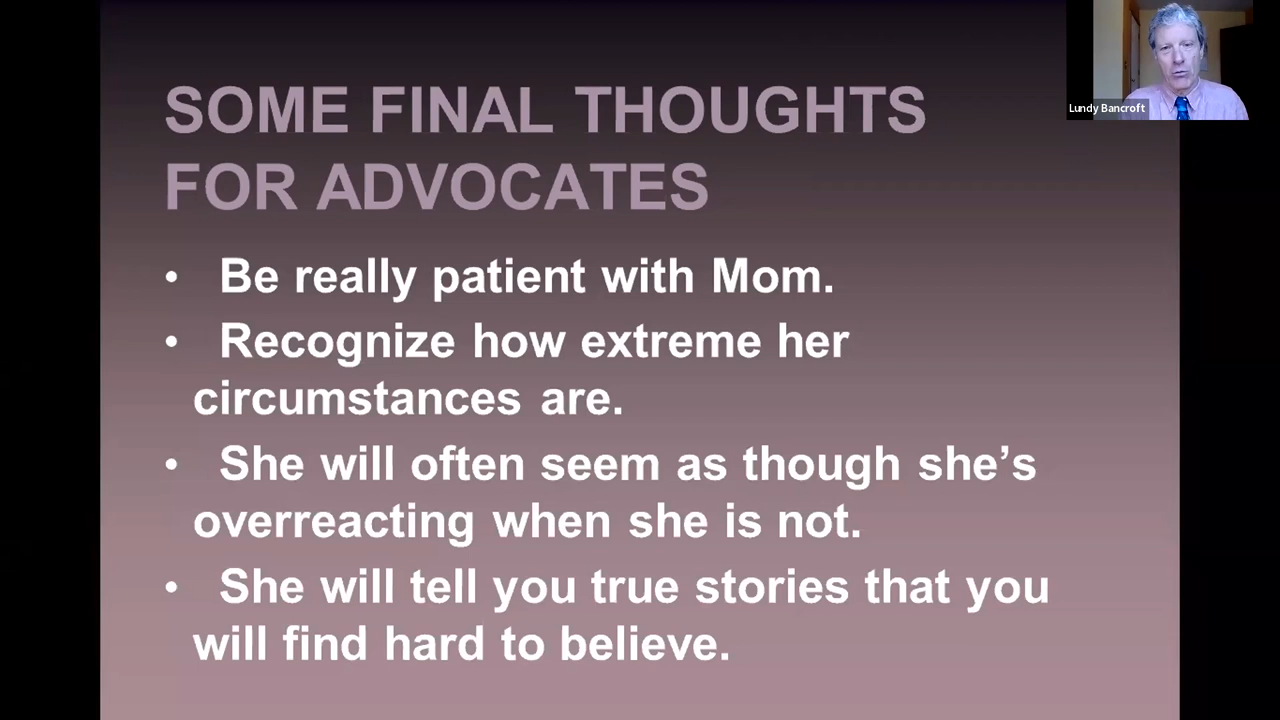 SOME FINAL THOUGHTS
FOR ADVOCATES
• Be really patient with Mom.
• Recognize how extreme her
circumstances are.
• She will often seem as though she’s
overreacting when she is not.
• She will tell you true stories that you
will find hard to believe.
Lundy Bancroft